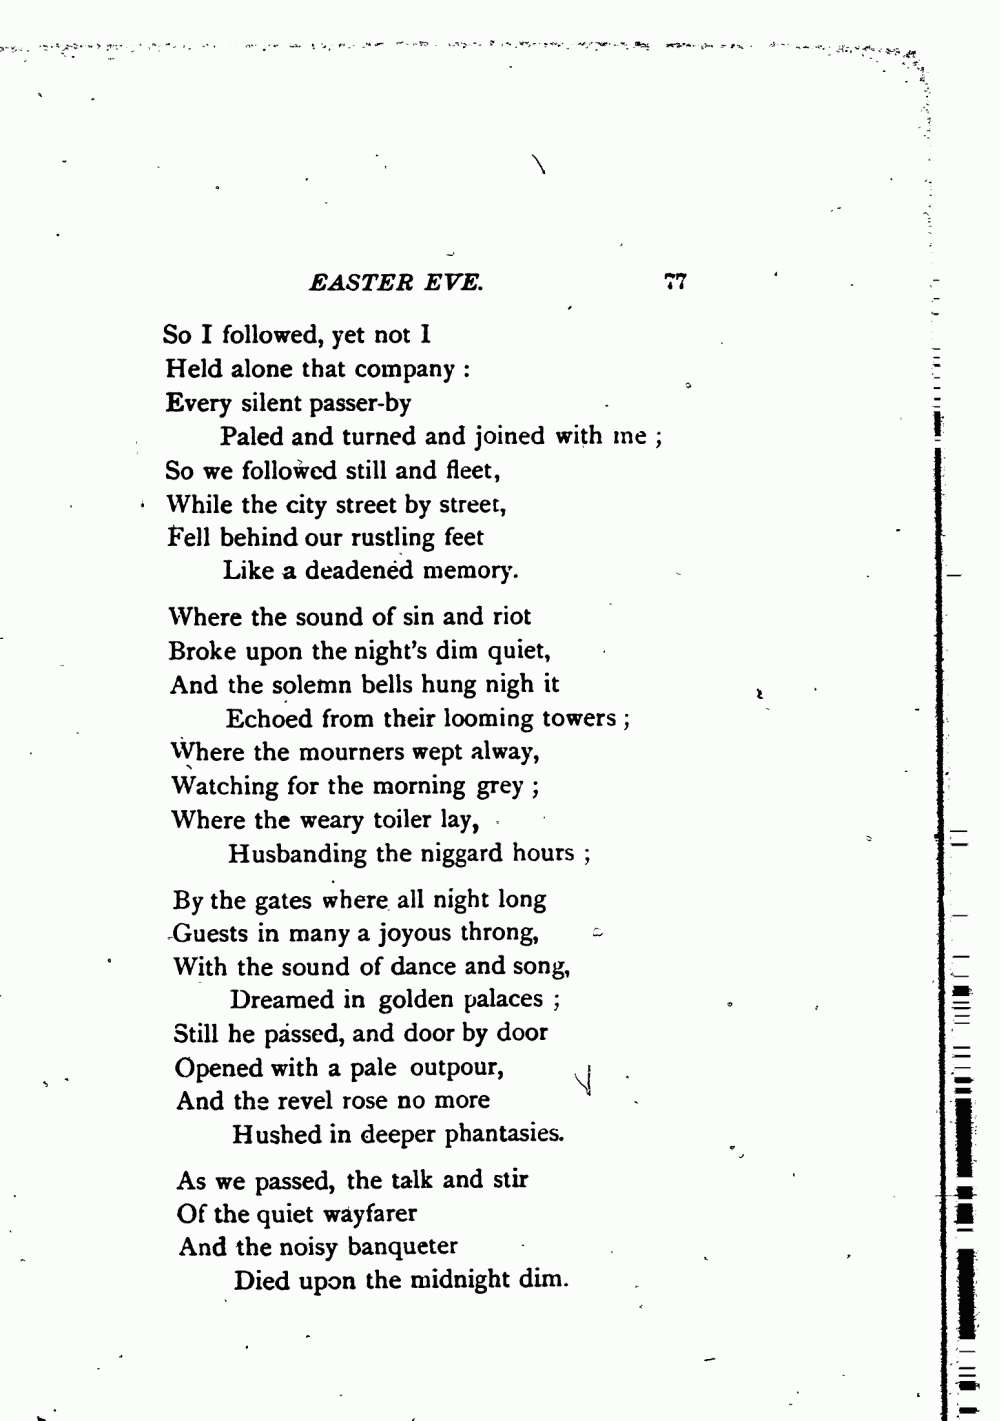 EASTER EVE. 77
So I followed, yet not I
Held alone that company :
Every silent passer-by
Paled and turned and joined with me ;
So we followed still and fleet,
While the city street by street,
Fell behind our rustling feet
Like a deadened memory.
Where the sound of sin and riot
Broke upon the night's dim quiet,
And the solemn bells hung nigh it
Echoed from their looming towers ;
Where the mourners wept alway,
Watching for the morning grey ;
Where the weary toiler lay,
Husbanding the niggard hours ;
By the gates where all night long
Guests in many a joyous throng,
With the sound of dance and song,
Dreamed in golden palaces ;
Still he passed, and door by door
Opened with a pale outpour,
And the revel rose no more
Hushed in deeper phantasies.
As we passed, the talk and stir
Of the quiet wayfarer
And the noisy banqueter
Died upon the midnight dim.